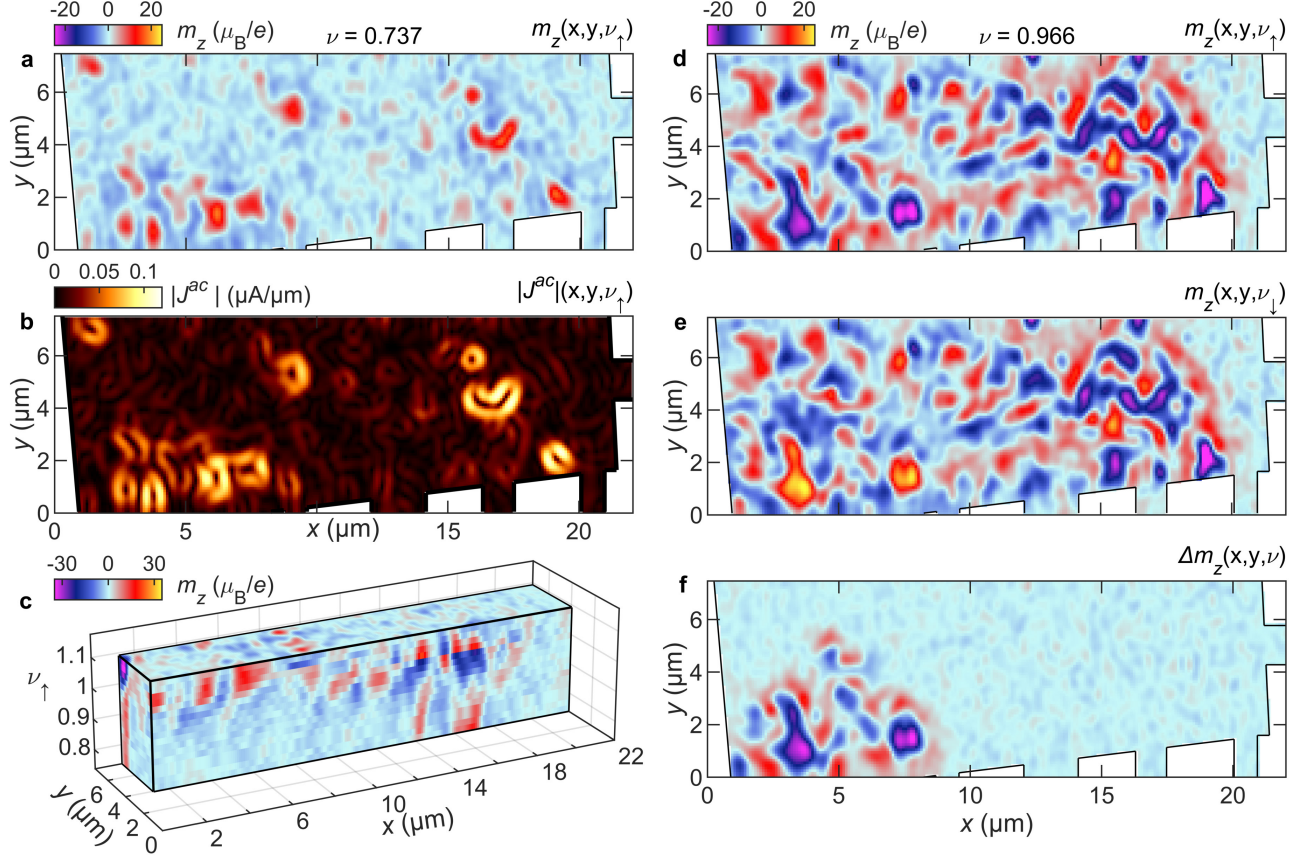 -20 0 20
m_z (μ_B/e)
ν = 0.737
m_z(x,y,ν_↑)
a
y (μm)
6
4
2
0
0 0.05 0.1
|J^ac| (μA/μm)
|J^ac|(x,y,ν_↑)
b
y (μm)
6
4
2
0
0 5 x (μm) 15 20
-30 0 30
m_z (μ_B/e)
c
ν_↑
1.1
1
0.9
0.8
y (μm)
6
4
2
0
2 6 10 14 18 22
x (μm)
-20 0 20
m_z (μ_B/e)
ν = 0.966
m_z(x,y,ν_↑)
d
y (μm)
6
4
2
0
m_z(x,y,ν_↓)
e
y (μm)
6
4
2
0
Δm_z(x,y,ν)
f
y (μm)
6
4
2
0
0 5 10 15 20
x (μm)